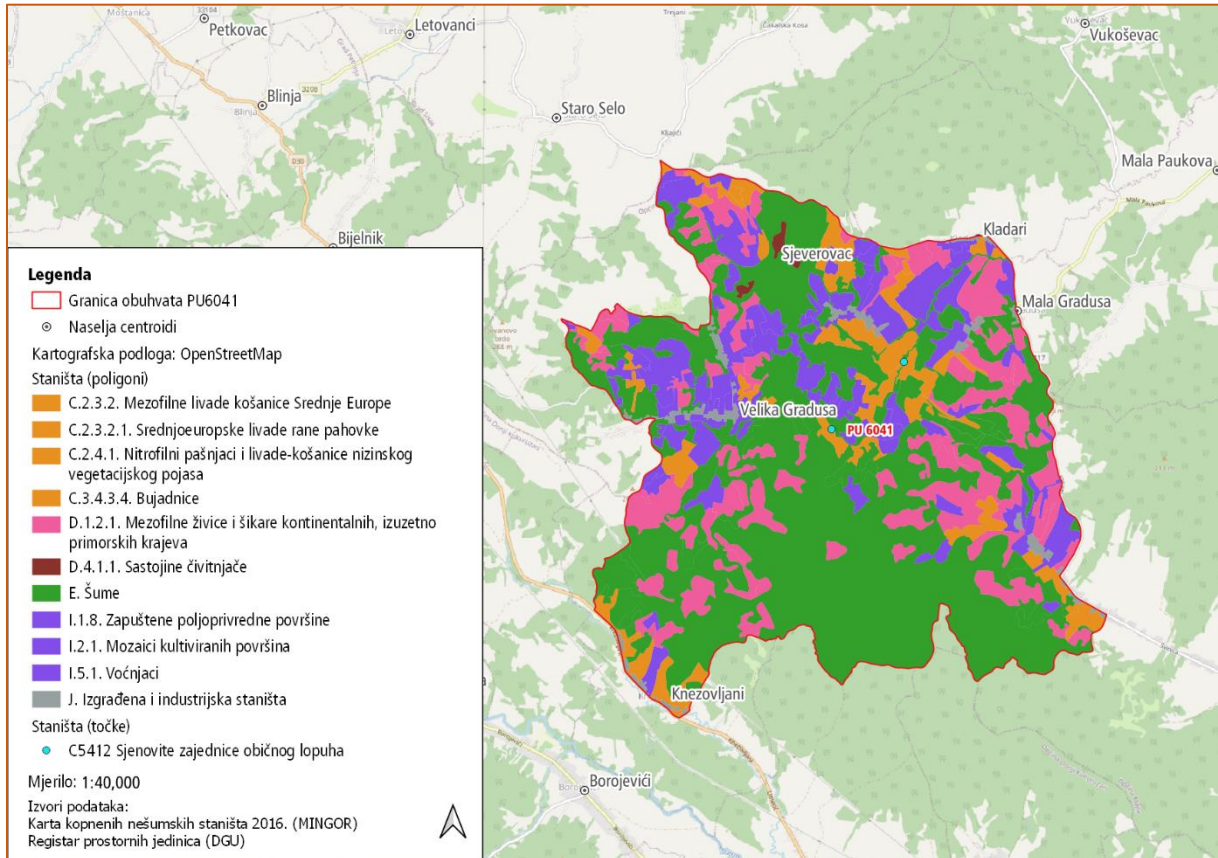 Petkovac
Letovanci
Vukoševac
Blinja
Blinja
Staro Selo
Kljajići
Mala Paukova
Mala Paukova
Bijelnik
Kladari
Sjeverovac
Mala Gradusa
Velika Gradusa
PU 6041
Knezovljani
Borojevići
Legenda
Granica obuhvata PU6041
Naselja centroidi
Kartografska podloga: OpenStreetMap
Staništa (poligoni)
C.2.3.2. Mezofilne livade košanice Srednje Europe
C.2.3.2.1. Srednjoeuropske livade rane pahovke
C.2.4.1. Nitrofilni pašnjaci i livade-košanice nizinskog
vegetacijskog pojasa
C.3.4.3.4. Bujadnice
D.1.2.1. Mezofilne živice i šikare kontinentalnih, izuzetno
primorskih krajeva
D.4.1.1. Sastojine čivitnjače
E. Šume
I.1.8. Zapuštene poljoprivredne površine
I.2.1. Mozaici kultiviranih površina
I.5.1. Voćnjaci
J. Izgrađena i industrijska staništa
Staništa (točke)
C5412 Sjenovite zajednice običnog lopuha
Mjerilo: 1:40,000
Izvori podataka:
Karta kopnenih nešumskih staništa 2016. (MINGOR)
Registar prostornih jedinica (DGU)